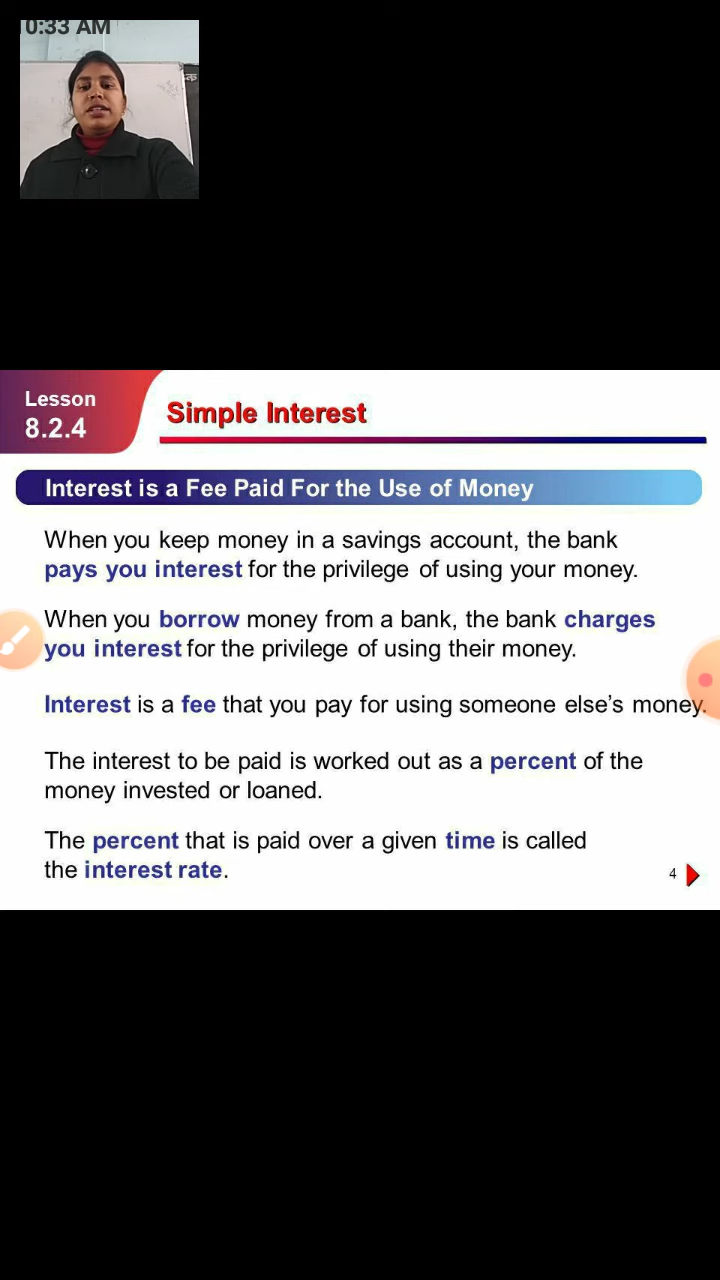 0:33 AM
Lesson
8.2.4
Simple Interest
Interest is a Fee Paid For the Use of Money
When you keep money in a savings account, the bank
pays you interest for the privilege of using your money.
When you borrow money from a bank, the bank charges
you interest for the privilege of using their money.
Interest is a fee that you pay for using someone else’s money.
The interest to be paid is worked out as a percent of the
money invested or loaned.
The percent that is paid over a given time is called
the interest rate.
4